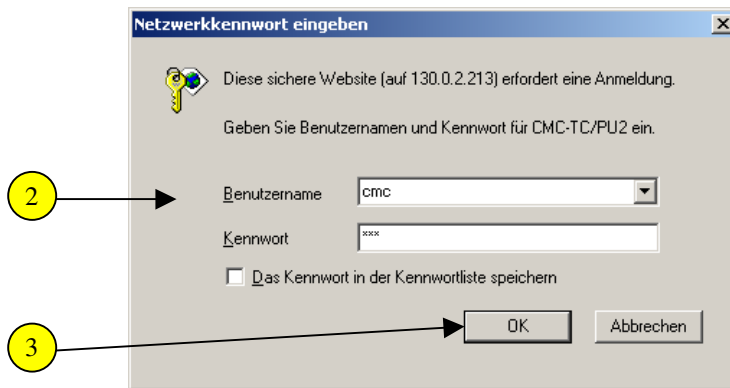 Netzwerkkennwort eingeben
Diese sichere Website (auf 130.0.2.213) erfordert eine Anmeldung.
Geben Sie Benutzernamen und Kennwort für CMC-TC/PU2 ein.
2
Benutzername cmc
Kennwort ***
Das Kennwort in der Kennwortliste speichern
OK Abbrechen
3